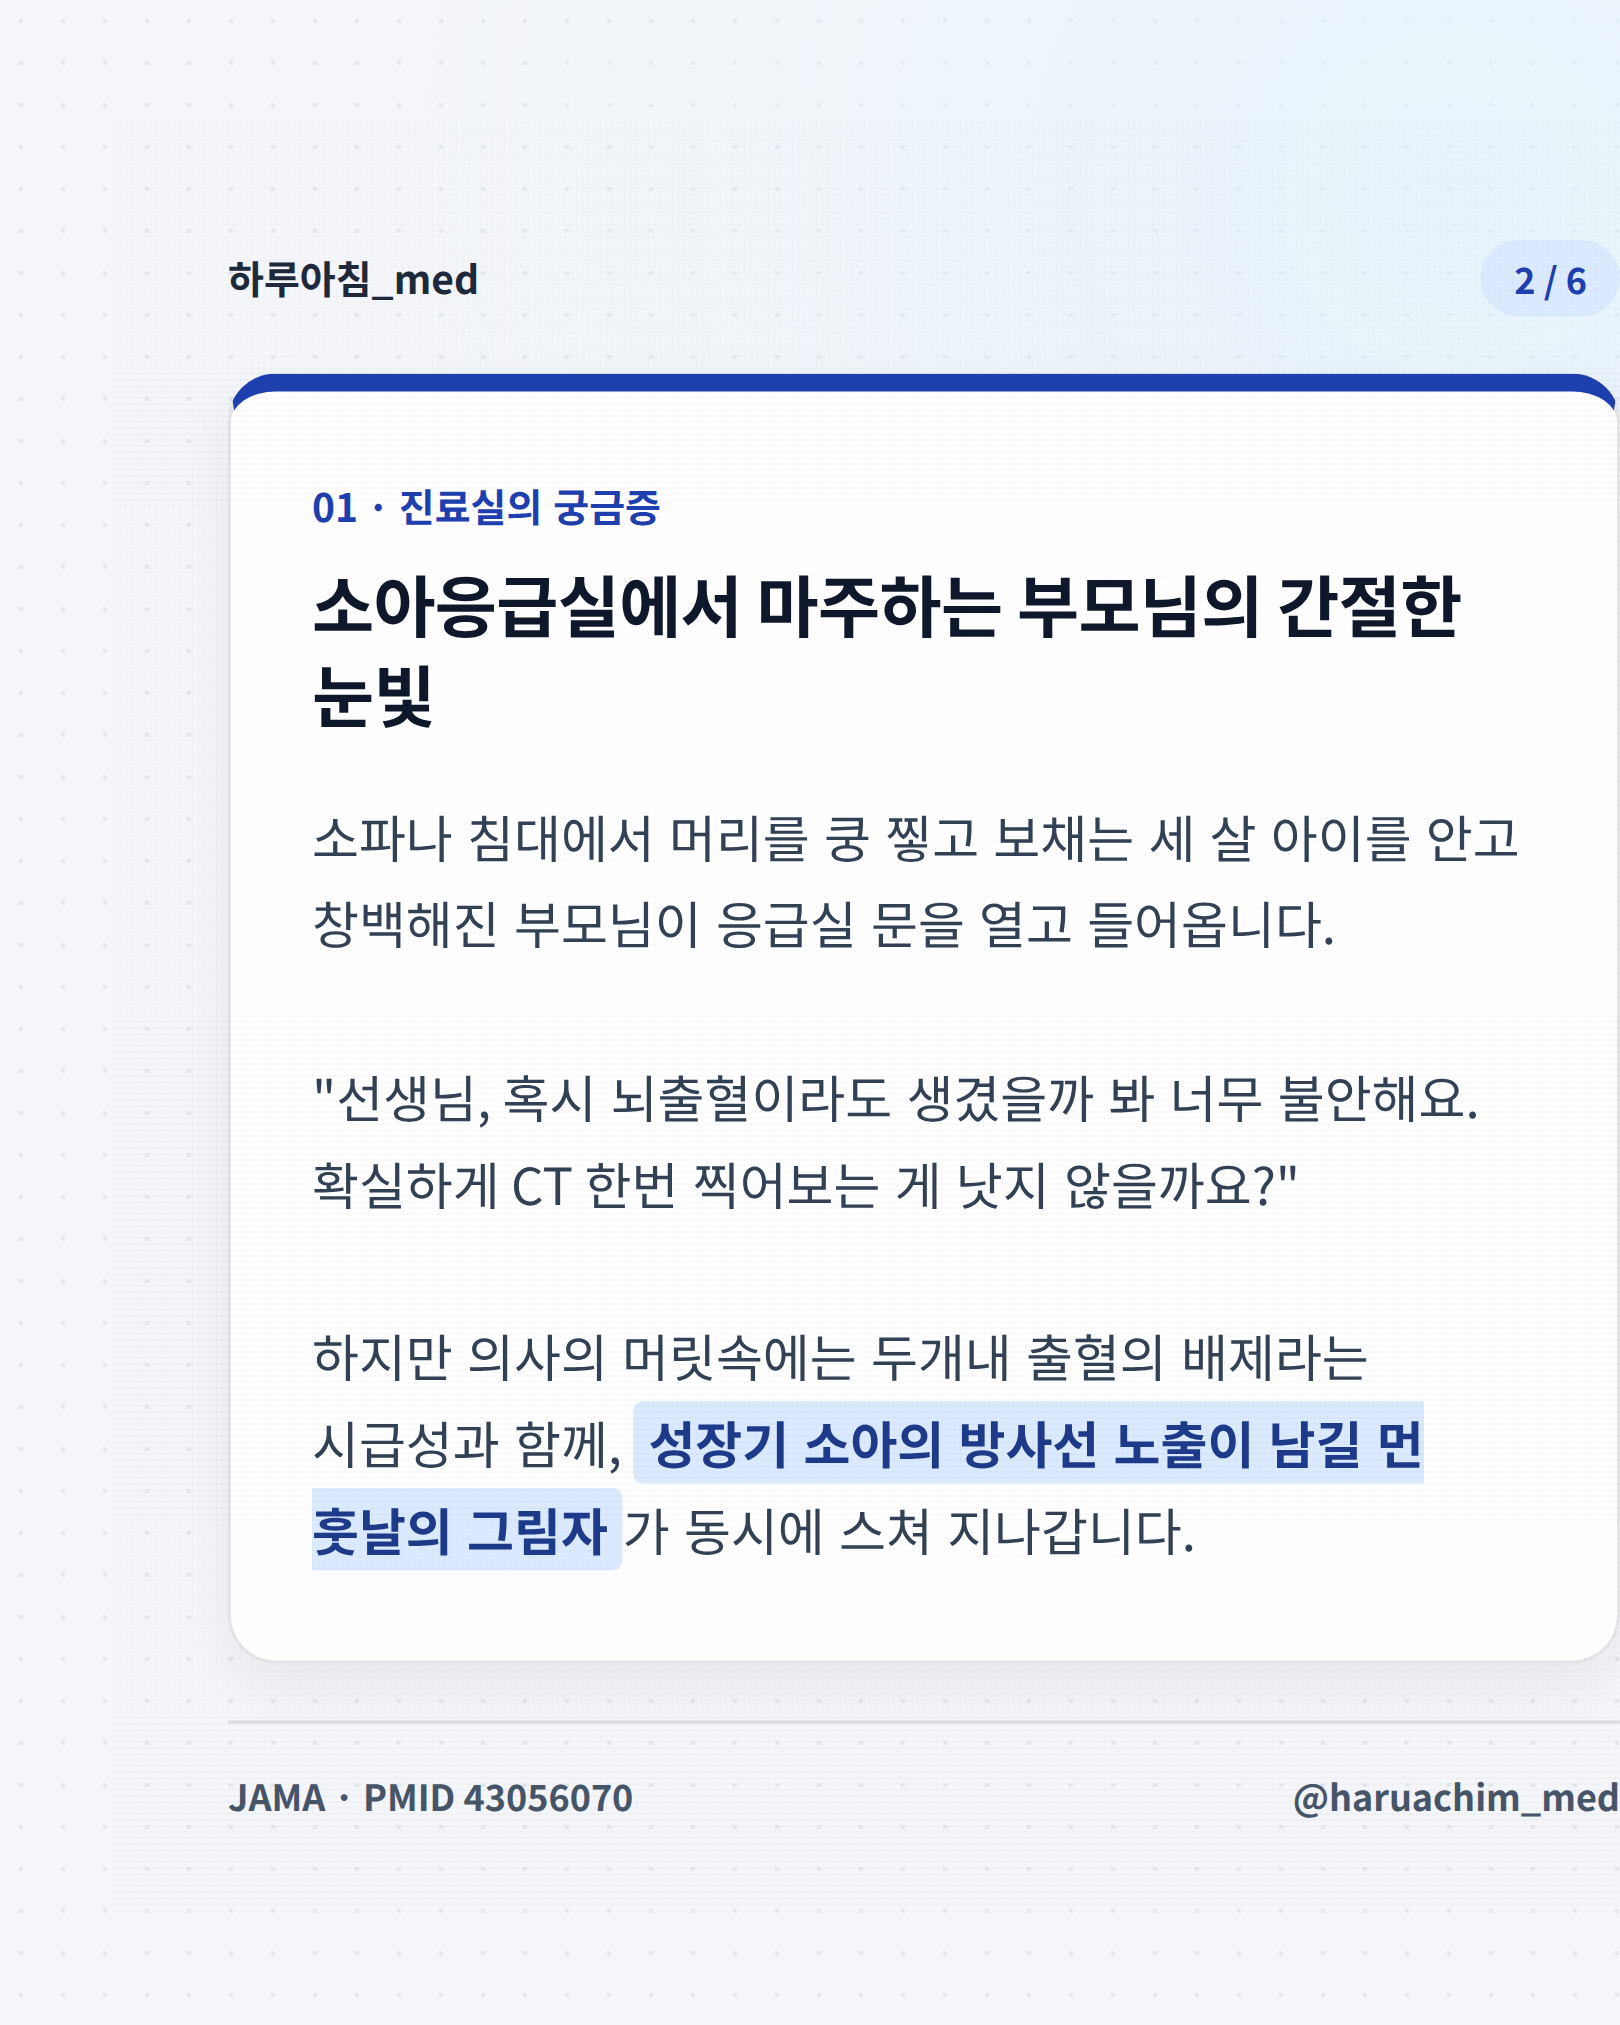 하루아침_med
2 / 6
01 · 진료실의 궁금증
소아응급실에서 마주하는 부모님의 간절한
눈빛
소파나 침대에서 머리를 쿵 찧고 보채는 세 살 아이를 안고
창백해진 부모님이 응급실 문을 열고 들어옵니다.
"선생님, 혹시 뇌출혈이라도 생겼을까 봐 너무 불안해요.
확실하게 CT 한번 찍어보는 게 낫지 않을까요?"
하지만 의사의 머릿속에는 두개내 출혈의 배제라는
시급성과 함께, 성장기 소아의 방사선 노출이 남길 먼
훗날의 그림자가 동시에 스쳐 지나갑니다.
JAMA · PMID 43056070
@haruachim_med